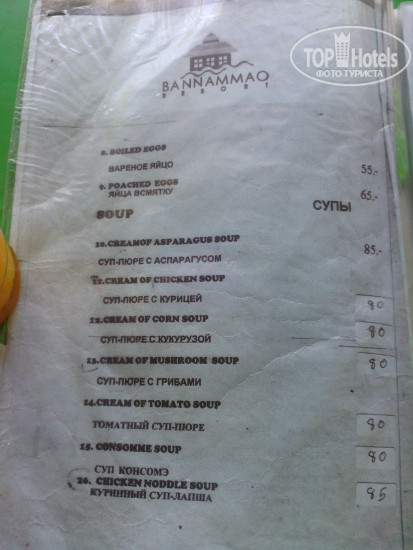 TOP Hotels
ФОТО ТУРИСТА
BANNAMMAO
RESORT
8. BOILED EGGS
ВАРЕНОЕ ЯЙЦО 55.-
9. POACHED EGGS 65.-
ЯЙЦА ВСМЯТКУ
SOUP СУПЫ
10.CREAMOF ASPARAGUS SOUP 85.-
СУП-ПЮРЕ С АСПАРАГУСОМ
11.CREAM OF CHICKEN SOUP
СУП-ПЮРЕ С КУРИЦЕЙ 80
12.CREAM OF CORN SOUP
СУП-ПЮРЕ С КУКУРУЗОЙ 80
13.CREAM OF MUSHROOM SOUP 80
СУП-ПЮРЕ С ГРИБАМИ
14.CREAM OF TOMATO SOUP
ТОМАТНЫЙ СУП-ПЮРЕ 80
15. CONSOMME SOUP 80
СУП КОНСОМЭ
26. CHICKEN NODDLE SOUP 85
КУРИННЫЙ СУП-ЛАПША